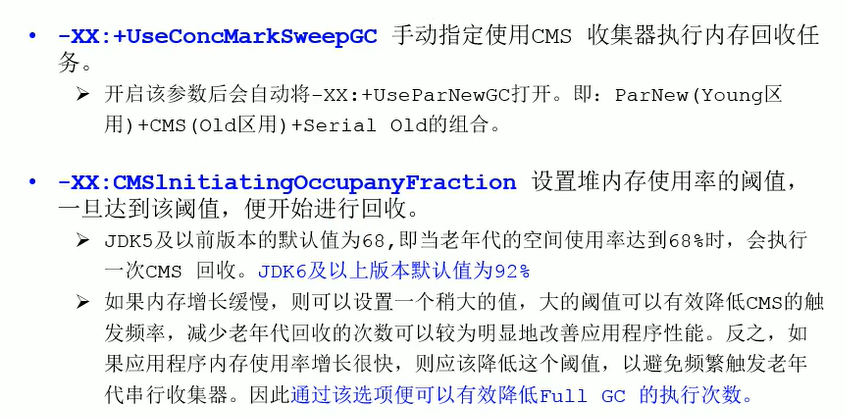 • -XX:+UseConcMarkSweepGC 手动指定使用CMS 收集器执行内存回收任
务。
➢ 开启该参数后会自动将-XX:+UseParNewGC打开。即：ParNew(Young区
用)+CMS(Old区用)+Serial Old的组合。
• -XX:CMSlnitiatingOccupanyFraction 设置堆内存使用率的阈值，
一旦达到该阈值，便开始进行回收。
➢ JDK5及以前版本的默认值为68,即当老年代的空间使用率达到68%时，会执行
一次CMS 回收。JDK6及以上版本默认值为92%
➢ 如果内存增长缓慢，则可以设置一个稍大的值，大的阈值可以有效降低CMS的触
发频率，减少老年代回收的次数可以较为明显地改善应用程序性能。反之，如
果应用程序内存使用率增长很快，则应该降低这个阈值，以避免频繁触发老年
代串行收集器。因此通过该选项便可以有效降低Full GC 的执行次数。